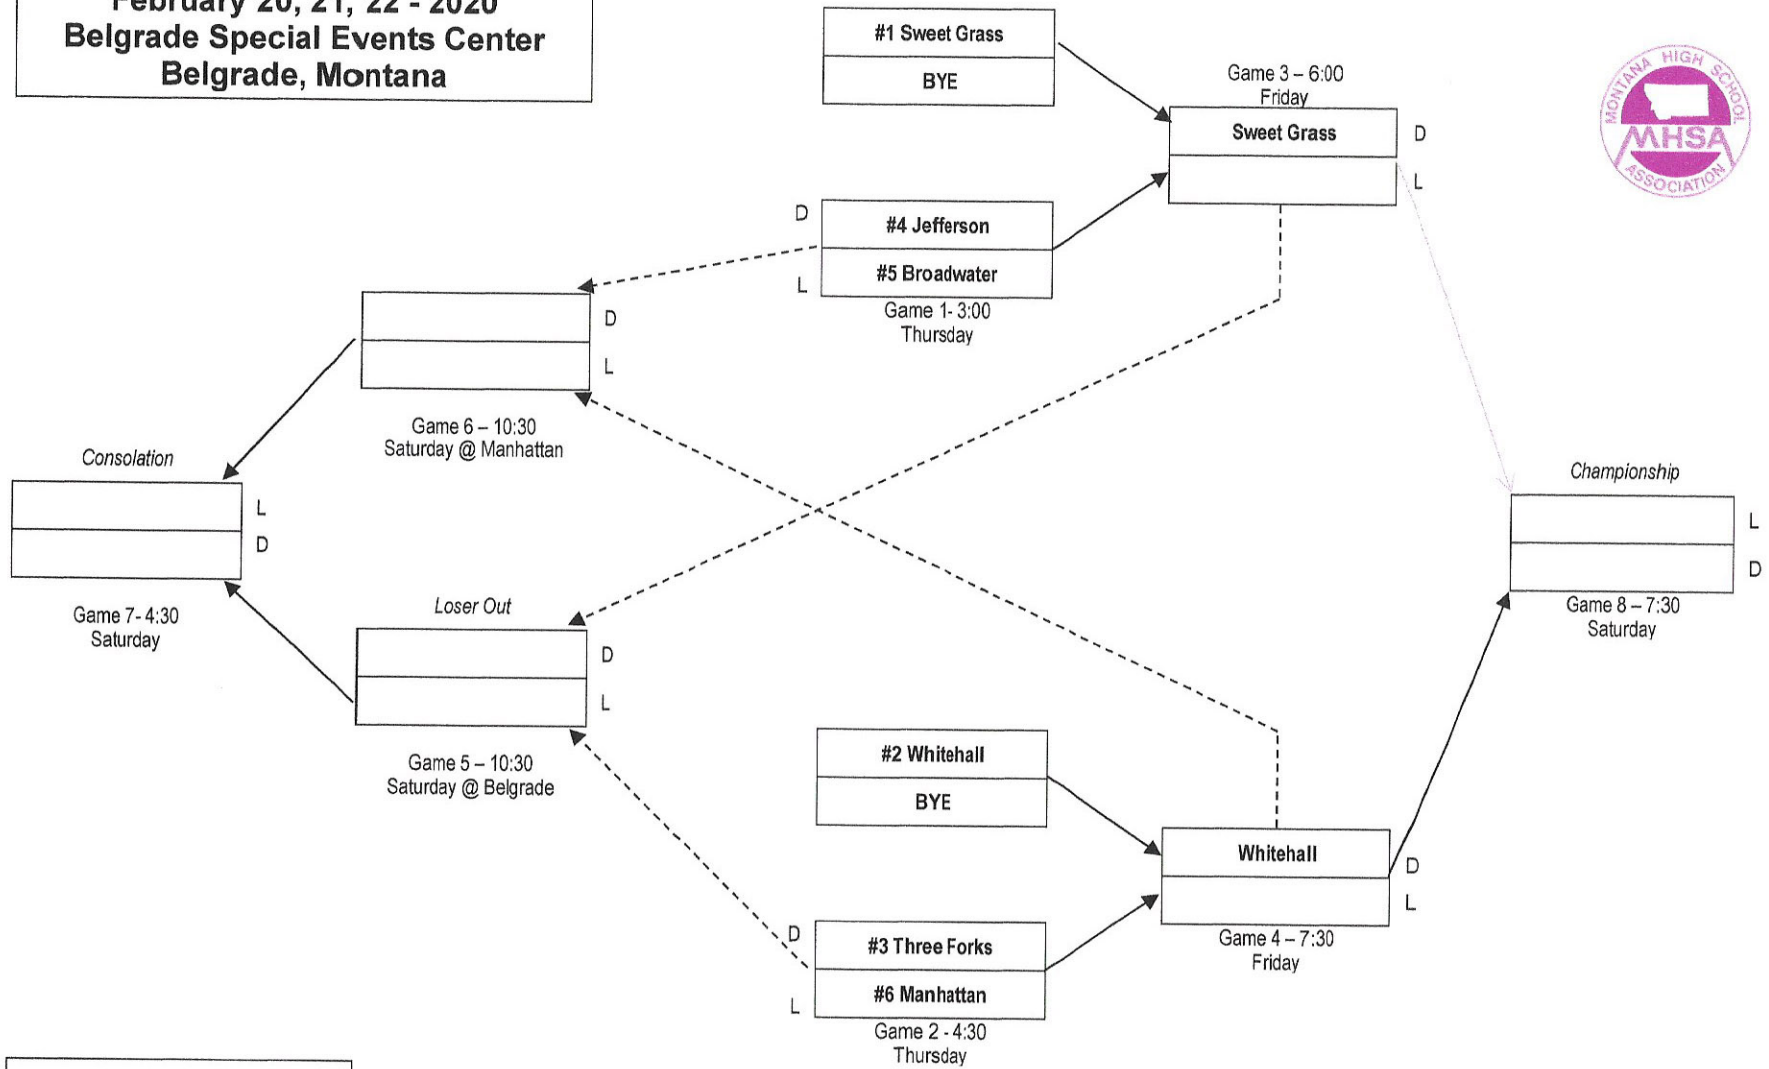 February 20, 21, 22 - 2020
Belgrade Special Events Center
Belgrade, Montana
#1 Sweet Grass
BYE
Game 3 – 6:00
Friday
Sweet Grass
D
L
MONTANA HIGH SCHOOL
MHSA
ASSOCIATION
D
#4 Jefferson
L
#5 Broadwater
Game 1- 3:00
Thursday
D
L
Game 6 – 10:30
Saturday @ Manhattan
Consolation
L
D
Game 7- 4:30
Saturday
Championship
L
D
Game 8 – 7:30
Saturday
Loser Out
D
L
Game 5 – 10:30
Saturday @ Belgrade
#2 Whitehall
BYE
Whitehall
D
L
Game 4 – 7:30
Friday
D
#3 Three Forks
L
#6 Manhattan
Game 2 - 4:30
Thursday